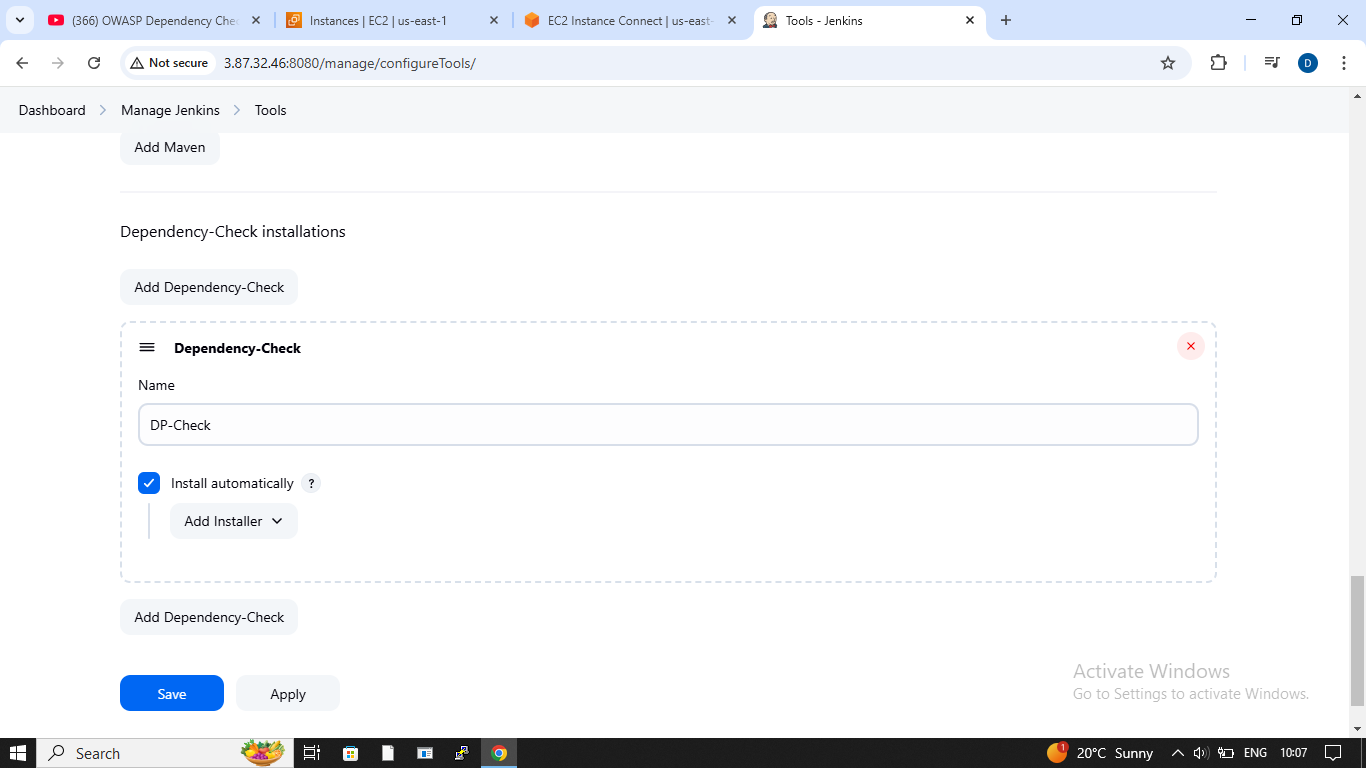 (366) OWASP Dependency Che
Instances | EC2 | us-east-1
EC2 Instance Connect | us-east-
Tools - Jenkins
Not secure
3.87.32.46:8080/manage/configureTools/
D
Dashboard
Manage Jenkins
Tools
Add Maven
Dependency-Check installations
Add Dependency-Check
Dependency-Check
Name
DP-Check
Install automatically ?
Add Installer
Add Dependency-Check
Save
Apply
Activate Windows
Go to Settings to activate Windows.
Search
1
20°C Sunny
ENG
10:07